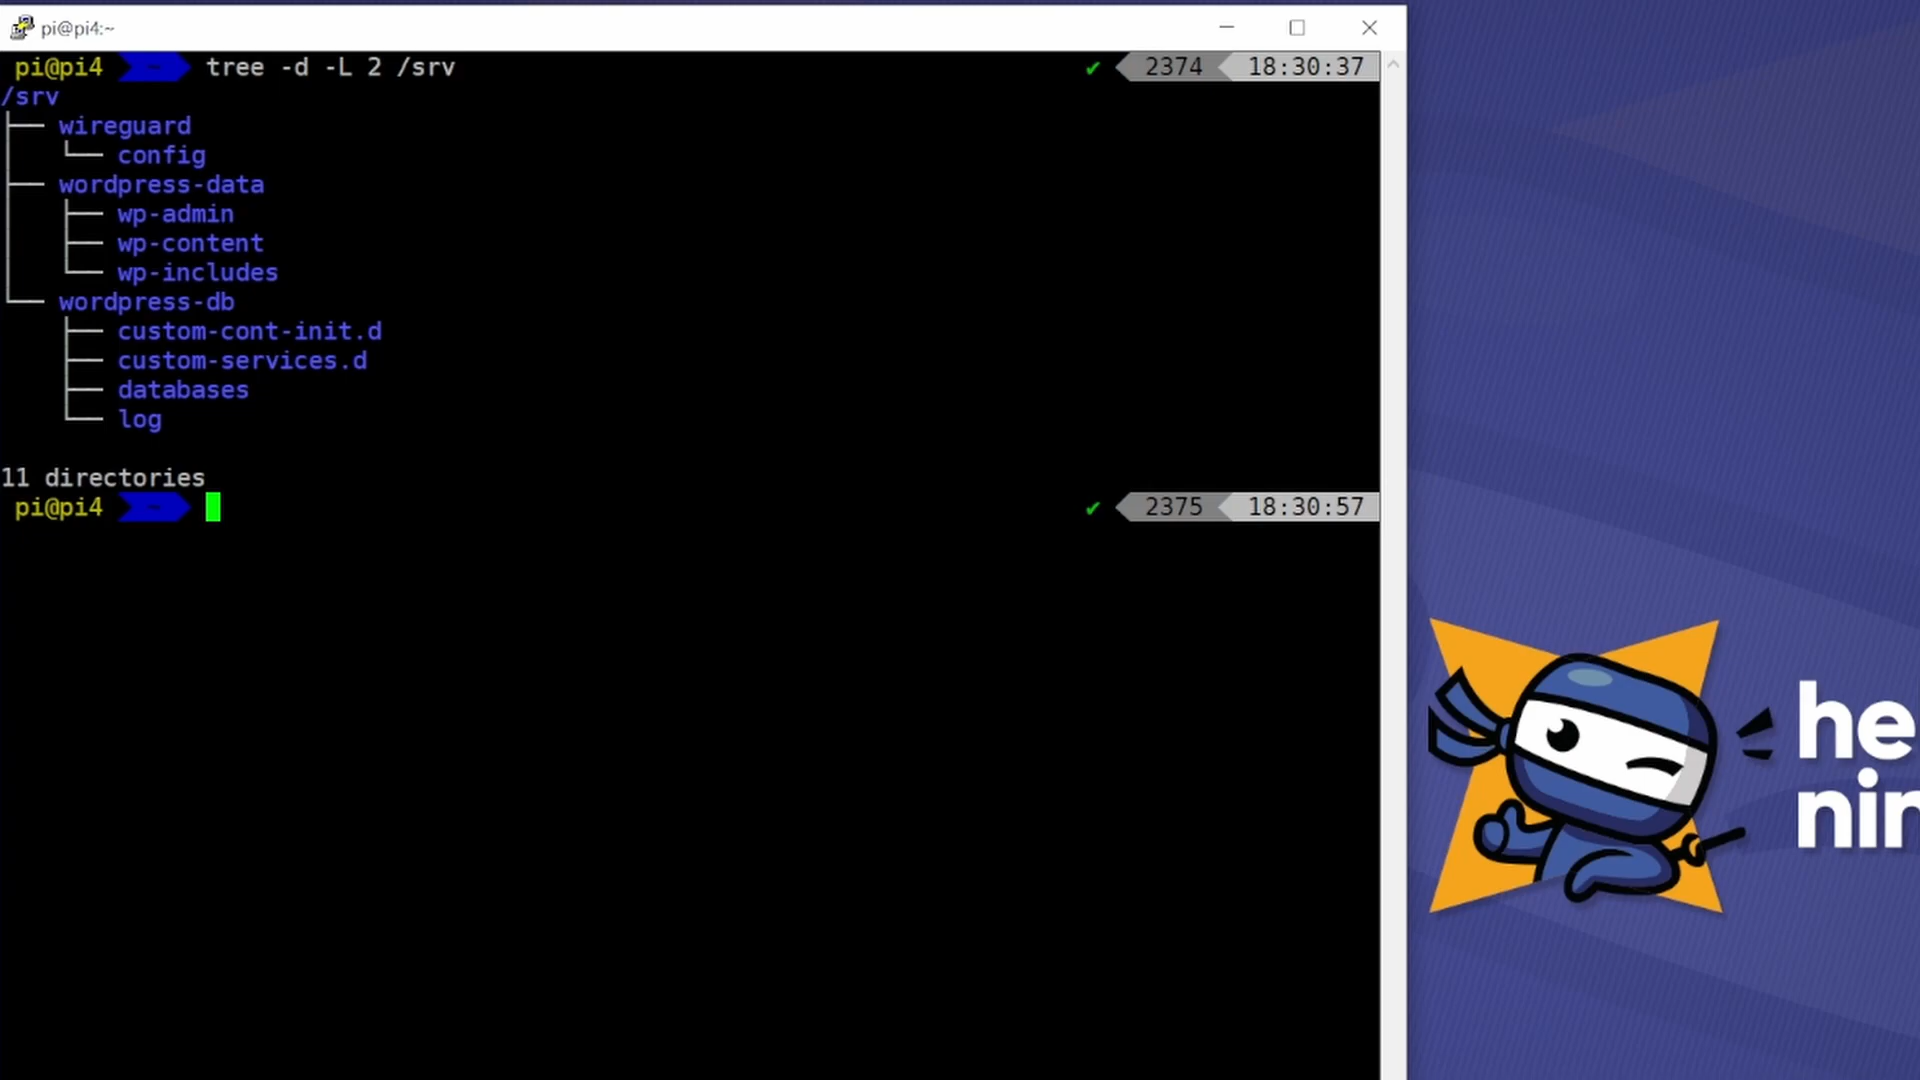 pi@pi4:~
pi@pi4 ~ tree -d -L 2 /srv ✔ 2374 18:30:37
/srv
├── wireguard
│   └── config
├── wordpress-data
│   ├── wp-admin
│   ├── wp-content
│   └── wp-includes
└── wordpress-db
    ├── custom-cont-init.d
    ├── custom-services.d
    ├── databases
    └── log
11 directories
pi@pi4 ~ ✔ 2375 18:30:57
he
nin